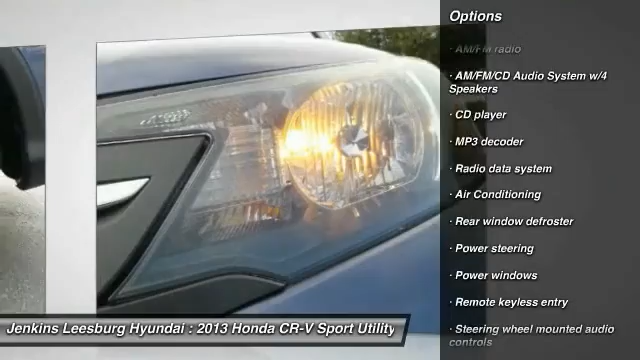 Options
· AM/FM radio
· AM/FM/CD Audio System w/4
Speakers
· CD player
· MP3 decoder
· Radio data system
· Air Conditioning
· Rear window defroster
· Power steering
· Power windows
· Remote keyless entry
· Steering wheel mounted audio
controls
Jenkins Leesburg Hyundai : 2013 Honda CR-V Sport Utility